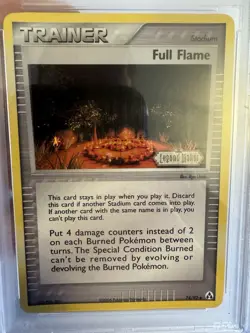 TRAINER
Stadium
Full Flame
This card stays in play when you play it. Discard
this card if another Stadium card comes into play.
If another card with the same name is in play, you
can't play this card.
Put 4 damage counters instead of 2
on each Burned Pokémon between
turns. The Special Condition Burned
can't be removed by evolving or
devolving the Burned Pokémon.